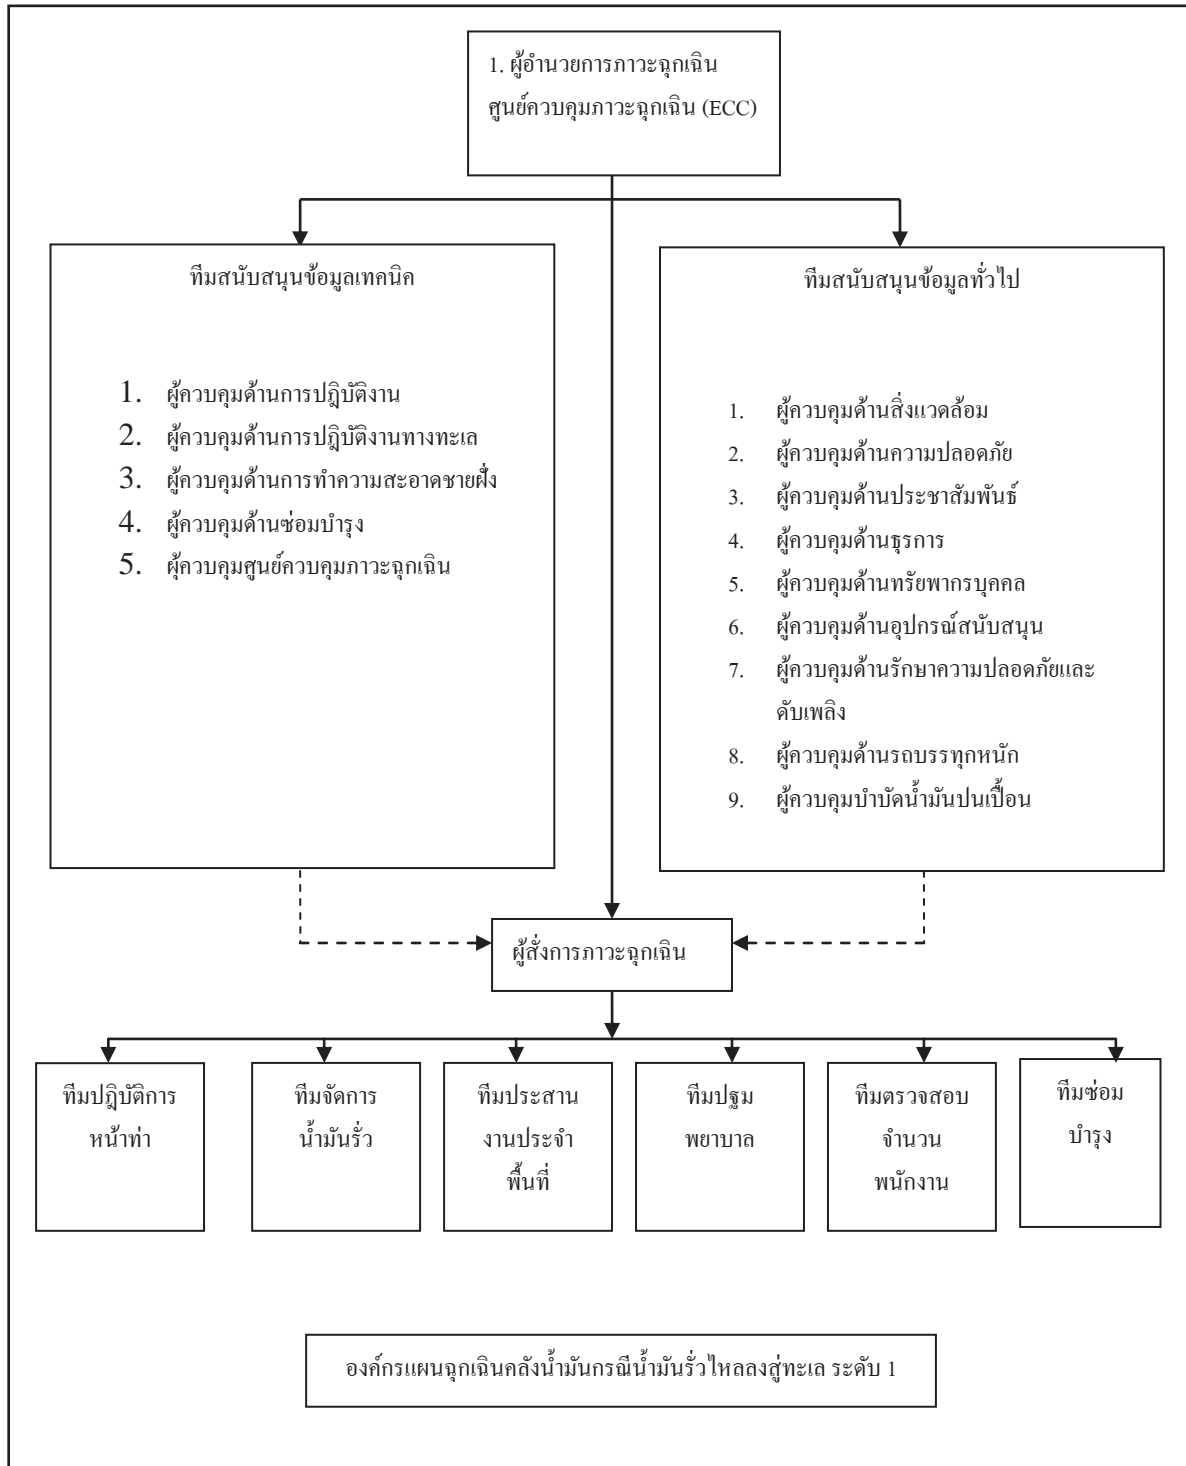 1. ผู้อำนวยการภาวะฉุกเฉิน
ศูนย์ควบคุมภาวะฉุกเฉิน (ECC)
ทีมสนับสนุนข้อมูลเทคนิค
1. ผู้ควบคุมด้านการปฎิบัติงาน
2. ผู้ควบคุมด้านการปฎิบัติงานทางทะเล
3. ผู้ควบคุมด้านการทำความสะอาดชายฝั่ง
4. ผู้ควบคุมด้านซ่อมบำรุง
5. ผุ้ควบคุมศูนย์ควบคุมภาวะฉุกเฉิน
ทีมสนับสนุนข้อมูลทั่วไป
1. ผู้ควบคุมด้านสิ่งแวดล้อม
2. ผู้ควบคุมด้านความปลอดภัย
3. ผู้ควบคุมด้านประชาสัมพันธ์
4. ผู้ควบคุมด้านธุรการ
5. ผู้ควบคุมด้านทรัยพากรบุคคล
6. ผู้ควบคุมด้านอุปกรณ์สนับสนุน
7. ผู้ควบคุมด้านรักษาความปลอดภัยและ
ดับเพลิง
8. ผู้ควบคุมด้านรถบรรทุกหนัก
9. ผู้ควบคุมบำบัดน้ำมันปนเปื้อน
ผู้สั่งการภาวะฉุกเฉิน
ทีมปฎิบัติการ
หน้าท่า
ทีมจัดการ
น้ำมันรั่ว
ทีมประสาน
งานประจำ
พื้นที่
ทีมปฐม
พยาบาล
ทีมตรวจสอบ
จำนวน
พนักงาน
ทีมซ่อม
บำรุง
องค์กรแผนฉุกเฉินคลังน้ำมันกรณีน้ำมันรั่วไหลลงสู่ทะเล ระดับ 1